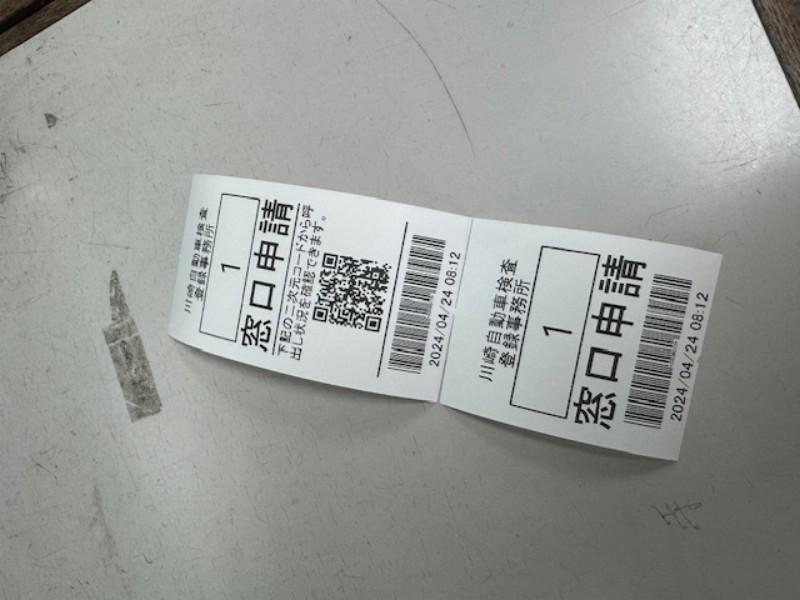 川崎自動車検査
登録事務所
1
窓口申請
下記の二次元コードから呼
出し状況を確認できます。
2024/04/24 08:12
川崎自動車検査
登録事務所
1
窓口申請
2024/04/24 08:12